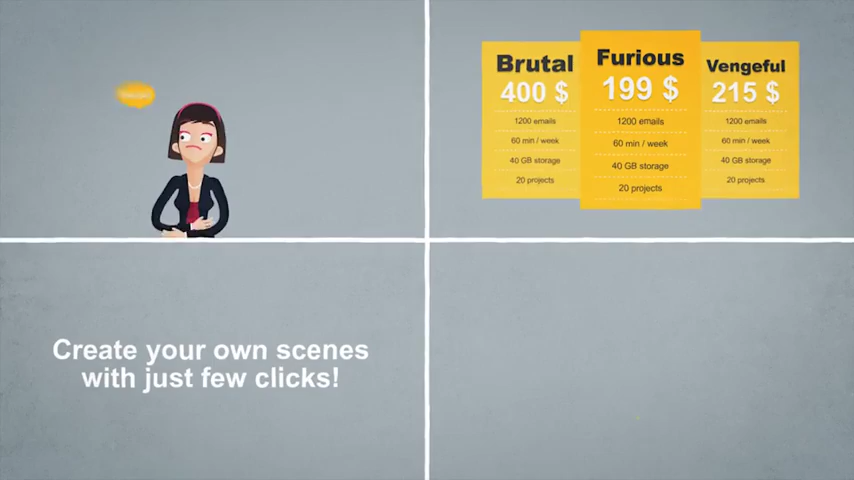 Brutal
400 $
1200 emails
60 min / week
40 GB storage
20 projects
Furious
199 $
1200 emails
60 min / week
40 GB storage
20 projects
Vengeful
215 $
1200 emails
60 min / week
40 GB storage
20 projects
Create your own scenes
with just few clicks!